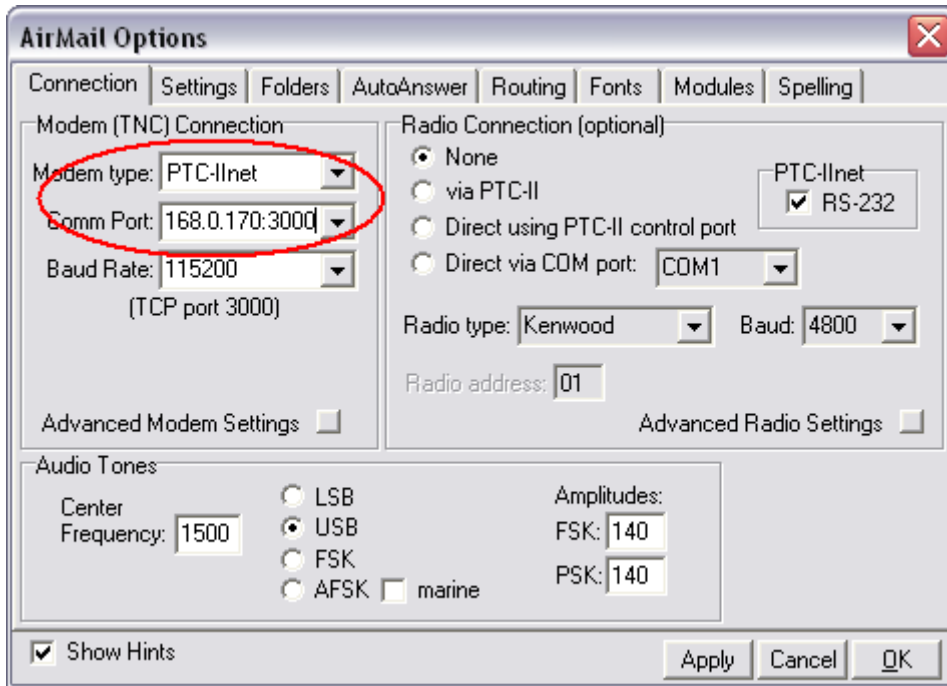 AirMail Options
Connection Settings Folders AutoAnswer Routing Fonts Modules Spelling
Modem (TNC) Connection
Modem type: PTC-IInet
Comm Port: 168.0.170:3000
Baud Rate: 115200
(TCP port 3000)
Advanced Modem Settings
Radio Connection (optional)
None
via PTC-II
Direct using PTC-II control port
Direct via COM port: COM1
PTC-IInet
RS-232
Radio type: Kenwood Baud: 4800
Radio address: 01
Advanced Radio Settings
Audio Tones
Center
Frequency: 1500
LSB
USB
FSK
AFSK marine
Amplitudes:
FSK: 140
PSK: 140
Show Hints
Apply Cancel OK